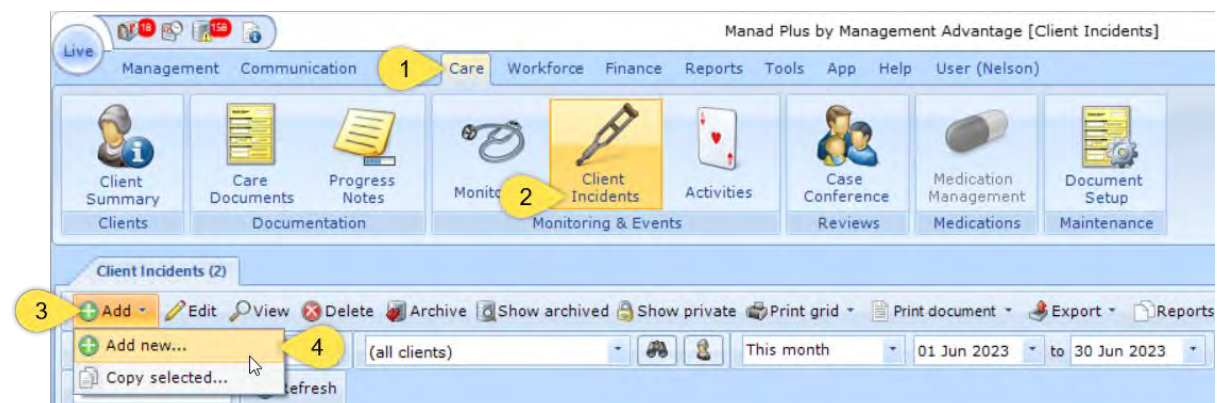 18 158
Manad Plus by Management Advantage [Client Incidents]
Live
Management Communication 1 Care Workforce Finance Reports Tools App Help User (Nelson)
Client Summary
Care Documents
Progress Notes
2
Client Incidents
Activities
Case Conference
Medication Management
Document Setup
Clients Documentation Monitoring & Events Reviews Medications Maintenance
Client Incidents (2)
3 Add Edit View Delete Archive Show archived Show private Print grid Print document Export Reports
Add new... 4 (all clients) This month 01 Jun 2023 to 30 Jun 2023
Copy selected...